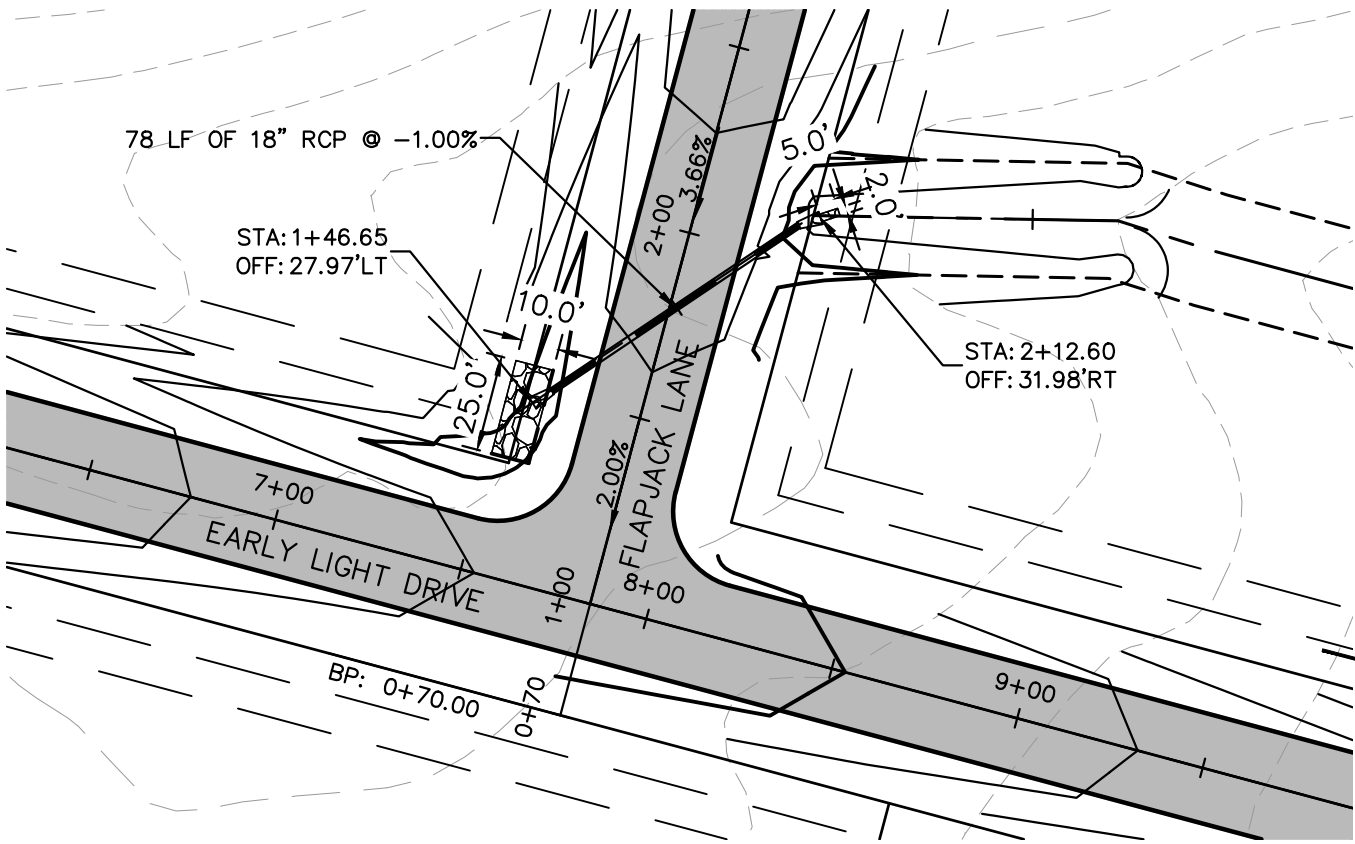 78 LF OF 18" RCP @ -1.00%
5.0'
3.66%
2.0'
2+00
STA: 1+46.65
OFF: 27.97'LT
10.0'
STA: 2+12.60
OFF: 31.98'RT
25.0'
FLAPJACK LANE
2.00%
7+00
EARLY LIGHT DRIVE
1+00
8+00
BP: 0+70.00
0+70
9+00